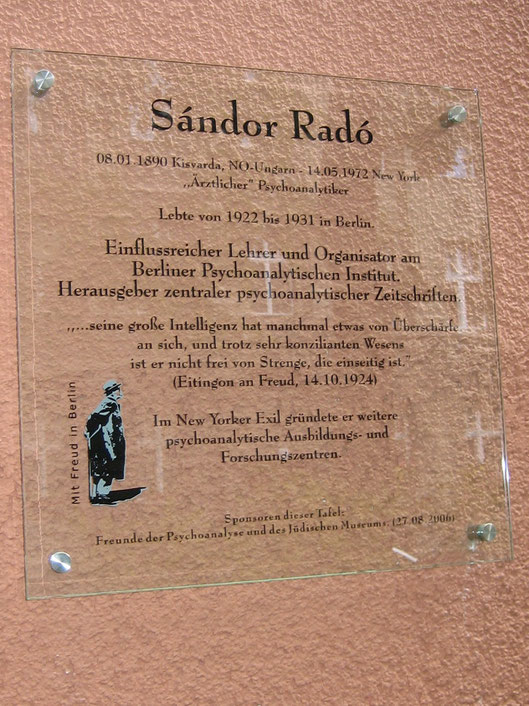 Sándor Radó
08.01.1890 Kisvarda, NO-Ungarn - 14.05.1972 New York
„Ärztlicher" Psychoanalytiker
Lebte von 1922 bis 1931 in Berlin.
Einflussreicher Lehrer und Organisator am
Berliner Psychoanalytischen Institut.
Herausgeber zentraler psychoanalytischer Zeitschriften.
„...seine große Intelligenz hat manchmal etwas von Überschärfe
an sich, und trotz sehr konzilianten Wesens
ist er nicht frei von Strenge, die einseitig ist."
(Eitingon an Freud, 14.10.1924)
Im New Yorker Exil gründete er weitere
psychoanalytische Ausbildungs- und
Forschungszentren.
Mit Freud in Berlin
Sponsoren dieser Tafel:
Freunde der Psychoanalyse und des Jüdischen Museums (27.08.2006)